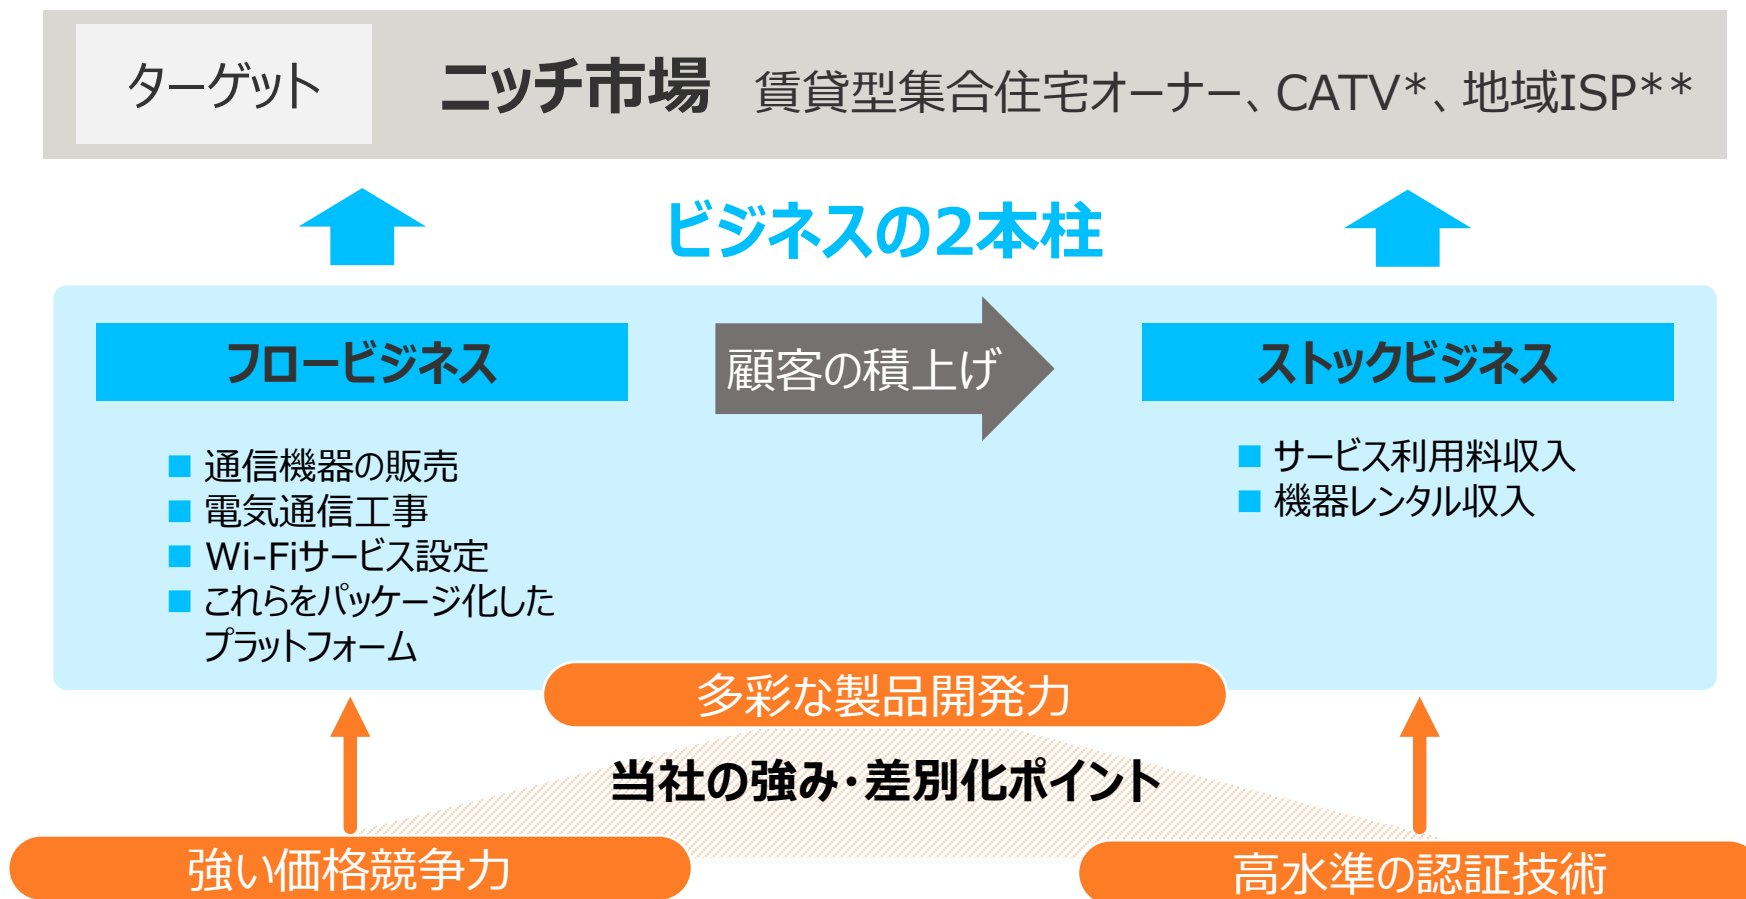 ターゲット
ニッチ市場 賃貸型集合住宅オーナー、CATV*、地域ISP**
ビジネスの2本柱
フロービジネス
顧客の積上げ
ストックビジネス
■ 通信機器の販売
■ 電気通信工事
■ Wi-Fiサービス設定
■ これらをパッケージ化した
プラットフォーム
■ サービス利用料収入
■ 機器レンタル収入
多彩な製品開発力
当社の強み・差別化ポイント
強い価格競争力
高水準の認証技術